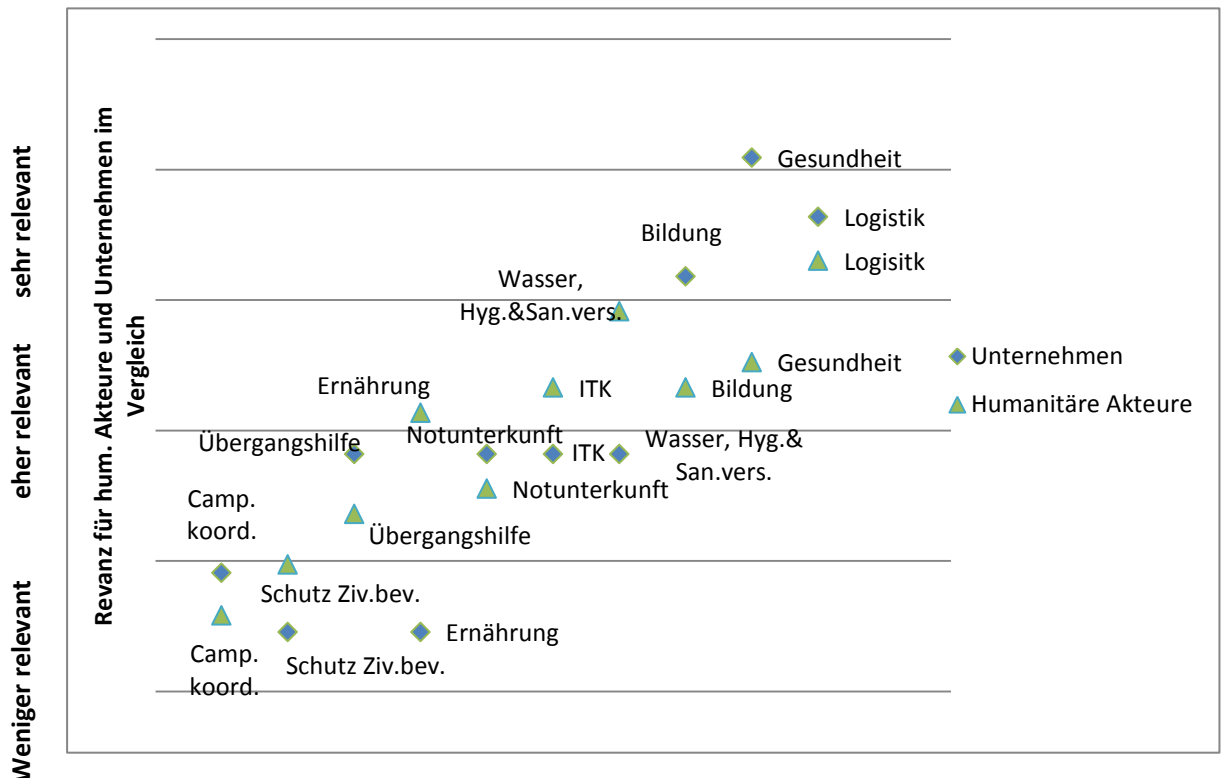 sehr relevant
eher relevant
Weniger relevant
Revanz für hum. Akteure und Unternehmen im
Vergleich
Gesundheit
Logistik
Bildung
Logisitk
Wasser,
Hyg.&San.vers.
Gesundheit
Unternehmen
Ernährung
ITK
Bildung
Humanitäre Akteure
Übergangshilfe
Notunterkunft
ITK
Wasser, Hyg.&
San.vers.
Notunterkunft
Camp.
koord.
Übergangshilfe
Schutz Ziv.bev.
Ernährung
Camp.
koord.
Schutz Ziv.bev.